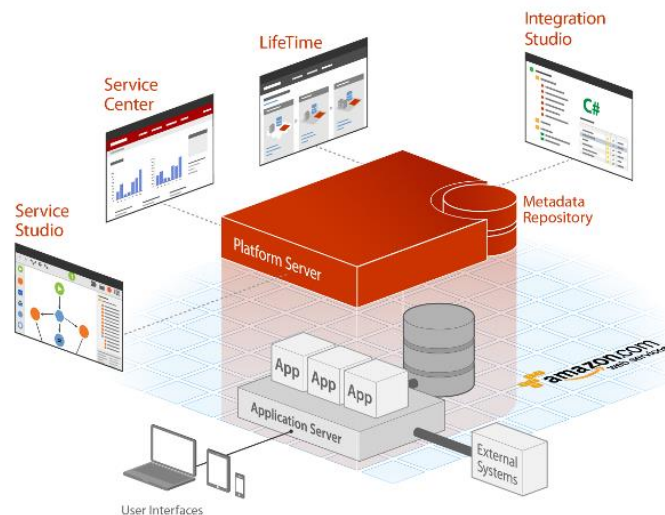 LifeTime
Integration
Studio
Service
Center
C#
Service
Studio
Metadata
Repository
Platform Server
amazon.com
web services
App
App
App
Application Server
External
Systems
User Interfaces